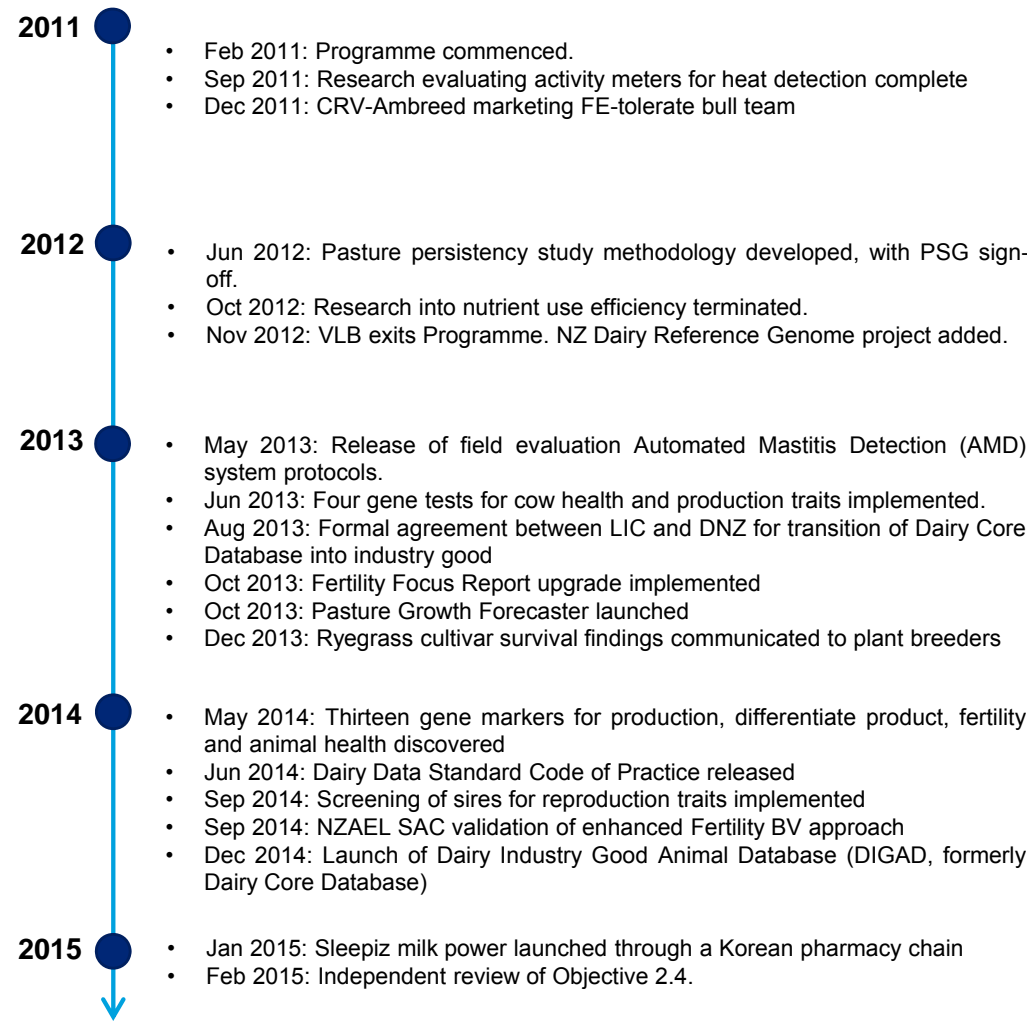 2011
• Feb 2011: Programme commenced.
• Sep 2011: Research evaluating activity meters for heat detection complete
• Dec 2011: CRV-Ambreed marketing FE-tolerate bull team
2012
• Jun 2012: Pasture persistency study methodology developed, with PSG sign-
off.
• Oct 2012: Research into nutrient use efficiency terminated.
• Nov 2012: VLB exits Programme. NZ Dairy Reference Genome project added.
2013
• May 2013: Release of field evaluation Automated Mastitis Detection (AMD)
system protocols.
• Jun 2013: Four gene tests for cow health and production traits implemented.
• Aug 2013: Formal agreement between LIC and DNZ for transition of Dairy Core
Database into industry good
• Oct 2013: Fertility Focus Report upgrade implemented
• Oct 2013: Pasture Growth Forecaster launched
• Dec 2013: Ryegrass cultivar survival findings communicated to plant breeders
2014
• May 2014: Thirteen gene markers for production, differentiate product, fertility
and animal health discovered
• Jun 2014: Dairy Data Standard Code of Practice released
• Sep 2014: Screening of sires for reproduction traits implemented
• Sep 2014: NZAEL SAC validation of enhanced Fertility BV approach
• Dec 2014: Launch of Dairy Industry Good Animal Database (DIGAD, formerly
Dairy Core Database)
2015
• Jan 2015: Sleepiz milk power launched through a Korean pharmacy chain
• Feb 2015: Independent review of Objective 2.4.